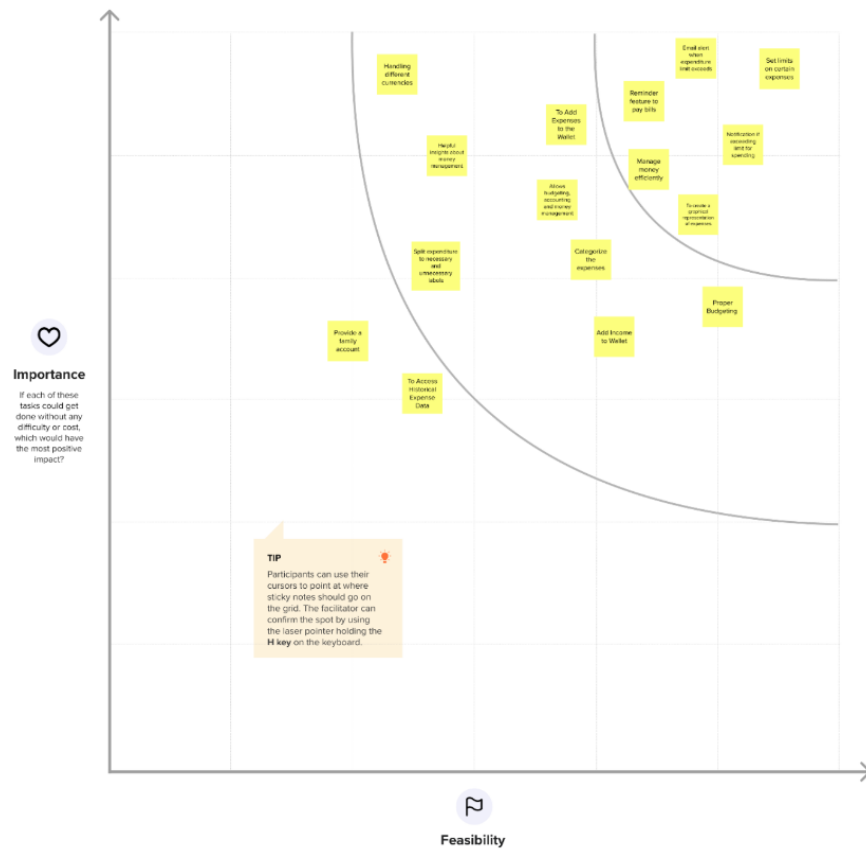 Handling
different
currencies
Email alert
when
expenditure
limit exceeds
Set limits
on certain
expenses
Reminder
feature to
pay bills
To Add
Expenses to
the Wallet
Notification if
exceeding
limit for
spending
Helpful
insights about
money
management
Manage
money
efficiently
Allows
budgeting,
accounting
and money
management
To create a
graphical
representation
of expenses
Split expenditure
to necessary
and
unnecessary
labels
Categorize
the
expenses
Proper
Budgeting
Add Income
to Wallet
Provide a
family
account
To Access
Historical
Expense
Data
Importance
If each of these
tasks could get
done without any
difficulty or cost,
which would have
the most positive
impact?
TIP
Participants can use their
cursors to point at where
sticky notes should go on
the grid. The facilitator can
confirm the spot by using
the laser pointer holding the
H key on the keyboard.
Feasibility